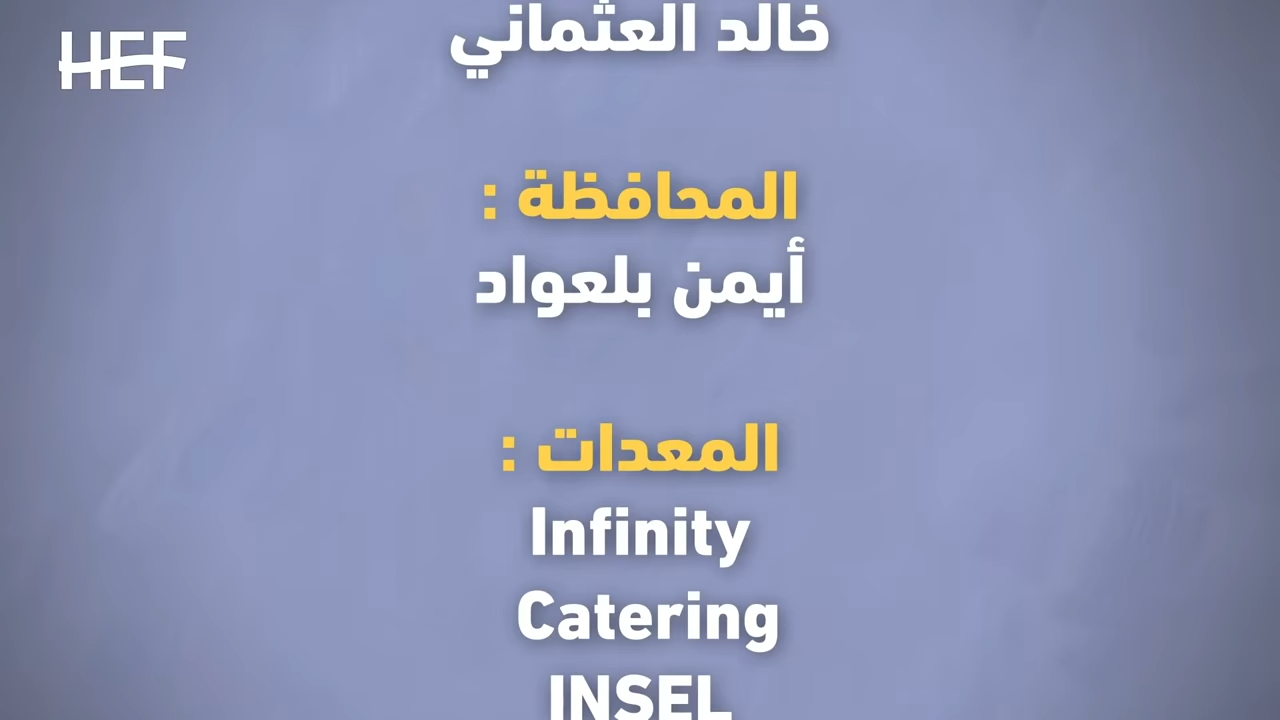 HEF
خالد العثماني
المحافظة :
أيمن بلعواد
المعدات :
Infinity
Catering
INSEL